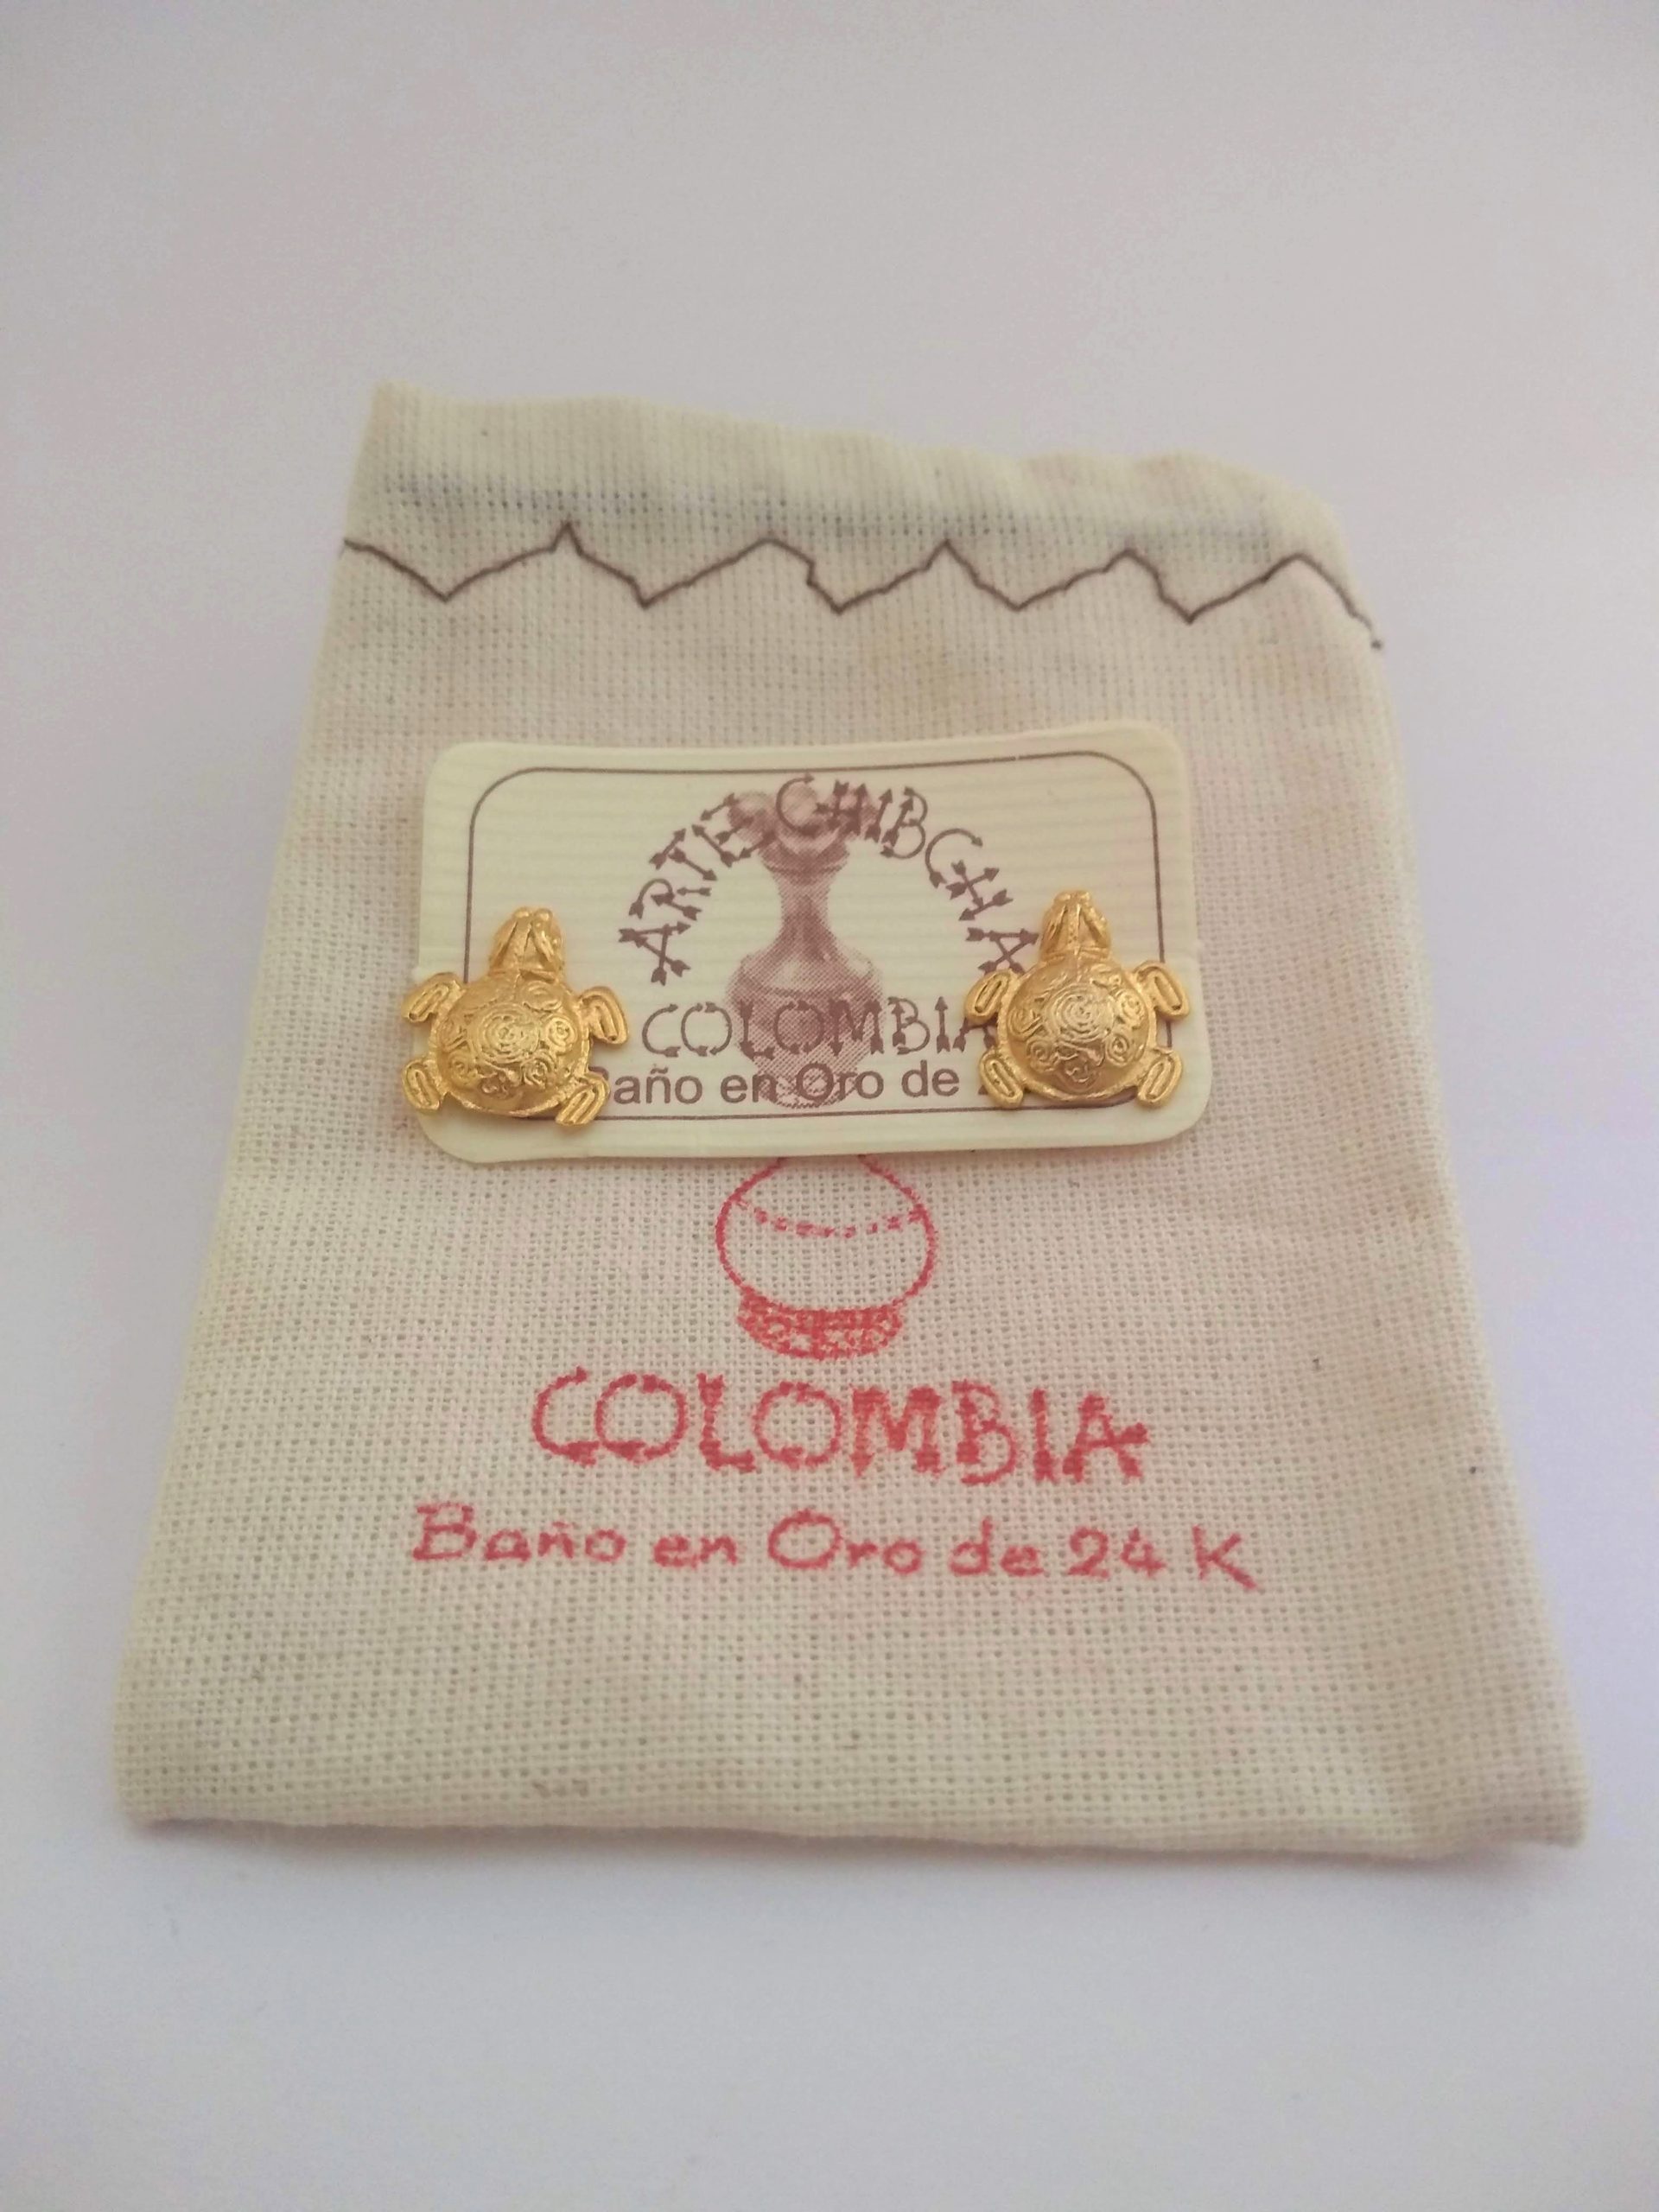 ARTE CHIBCHA
COLOMBIA
Baño en Oro de
COLOMBIA
Baño en Oro de 24 K